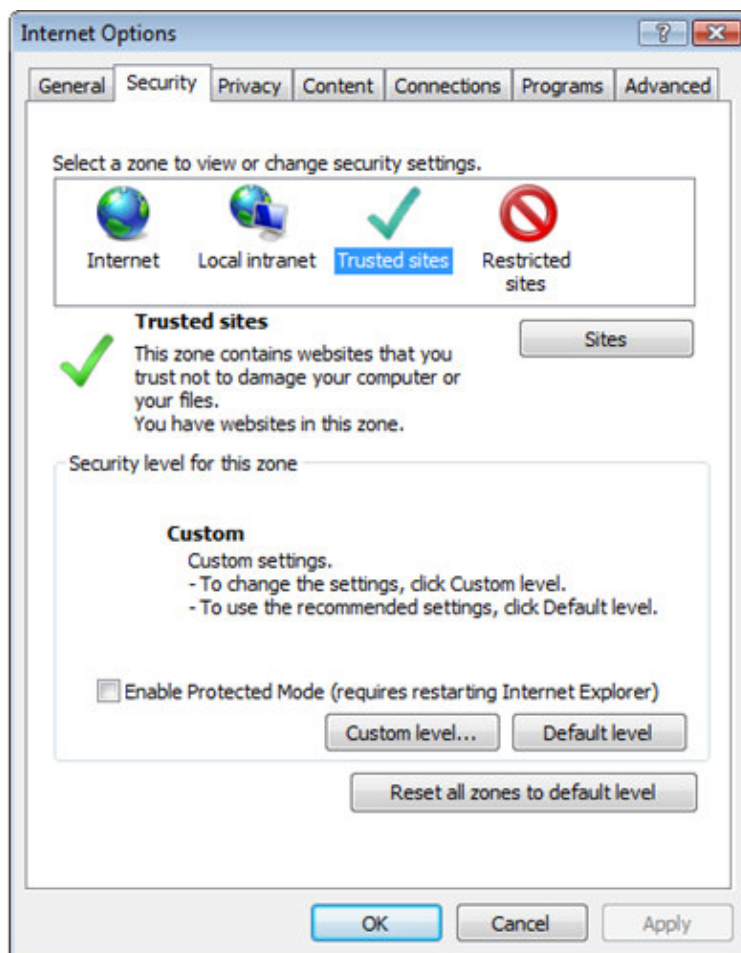 Internet Options
General Security Privacy Content Connections Programs Advanced
Select a zone to view or change security settings.
Internet Local intranet Trusted sites Restricted
sites
Trusted sites
Sites
This zone contains websites that you
trust not to damage your computer or
your files.
You have websites in this zone.
Security level for this zone
Custom
Custom settings.
- To change the settings, click Custom level.
- To use the recommended settings, click Default level.
Enable Protected Mode (requires restarting Internet Explorer)
Custom level... Default level
Reset all zones to default level
OK Cancel Apply